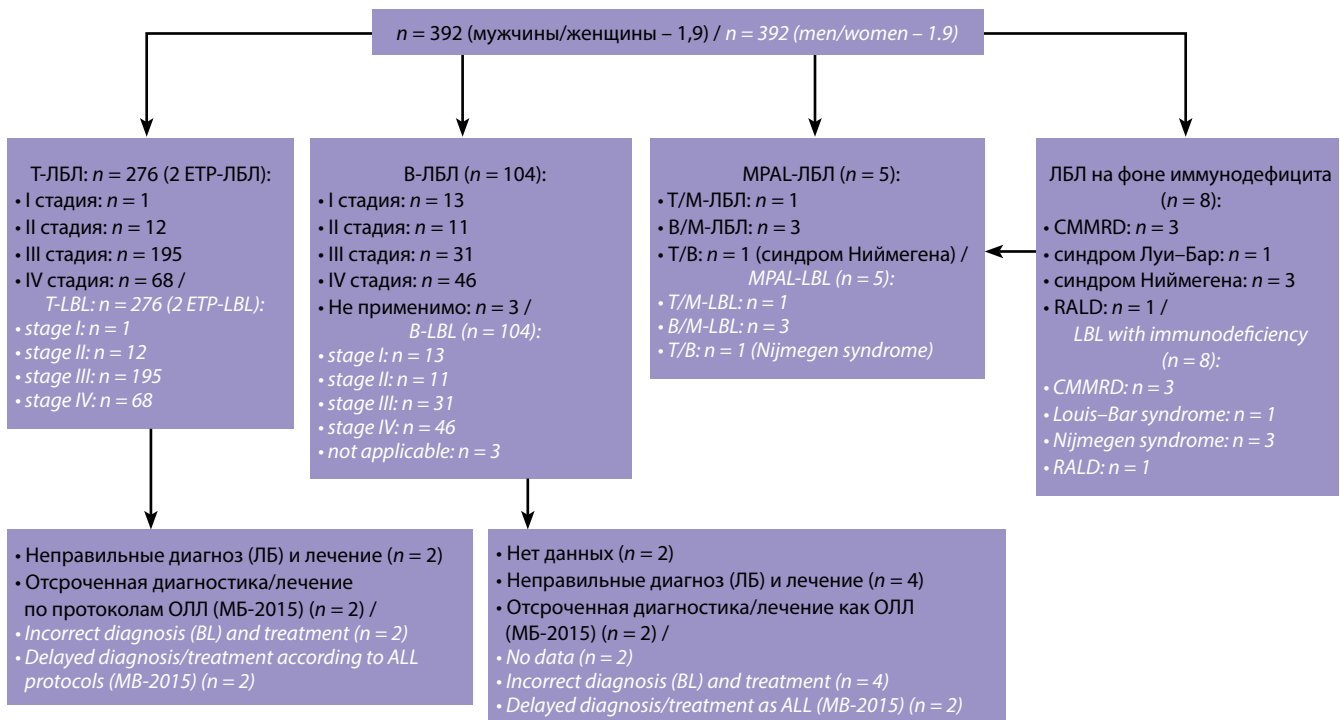 n = 392 (мужчины/женщины – 1,9) / n = 392 (men/women – 1.9)
Т-ЛБЛ: n = 276 (2 ETP-ЛБЛ):
• I стадия: n = 1
• II стадия: n = 12
• III стадия: n = 195
• IV стадия: n = 68 /
T-LBL: n = 276 (2 ETP-LBL):
• stage I: n = 1
• stage II: n = 12
• stage III: n = 195
• stage IV: n = 68
В-ЛБЛ (n = 104):
• I стадия: n = 13
• II стадия: n = 11
• III стадия: n = 31
• IV стадия: n = 46
• Не применимо: n = 3 /
B-LBL (n = 104):
• stage I: n = 13
• stage II: n = 11
• stage III: n = 31
• stage IV: n = 46
• not applicable: n = 3
MPAL-ЛБЛ (n = 5):
• T/M-ЛБЛ: n = 1
• B/M-ЛБЛ: n = 3
• T/B: n = 1 (синдром Ниймегена) /
MPAL-LBL (n = 5):
• T/M-LBL: n = 1
• B/M-LBL: n = 3
• T/B: n = 1 (Nijmegen syndrome)
ЛБЛ на фоне иммунодефицита
(n = 8):
• CMMRD: n = 3
• синдром Луи–Бар: n = 1
• синдром Ниймегена: n = 3
• RALD: n = 1 /
LBL with immunodeficiency
(n = 8):
• CMMRD: n = 3
• Louis–Bar syndrome: n = 1
• Nijmegen syndrome: n = 3
• RALD: n = 1
• Неправильные диагноз (ЛБ) и лечение (n = 2)
• Отсроченная диагностика/лечение
по протоколам ОЛЛ (МБ-2015) (n = 2) /
• Incorrect diagnosis (BL) and treatment (n = 2)
• Delayed diagnosis/treatment according to ALL
protocols (MB-2015) (n = 2)
• Нет данных (n = 2)
• Неправильные диагноз (ЛБ) и лечение (n = 4)
• Отсроченная диагностика/лечение как ОЛЛ
(МБ-2015) (n = 2) /
• No data (n = 2)
• Incorrect diagnosis (BL) and treatment (n = 4)
• Delayed diagnosis/treatment as ALL (MB-2015) (n = 2)